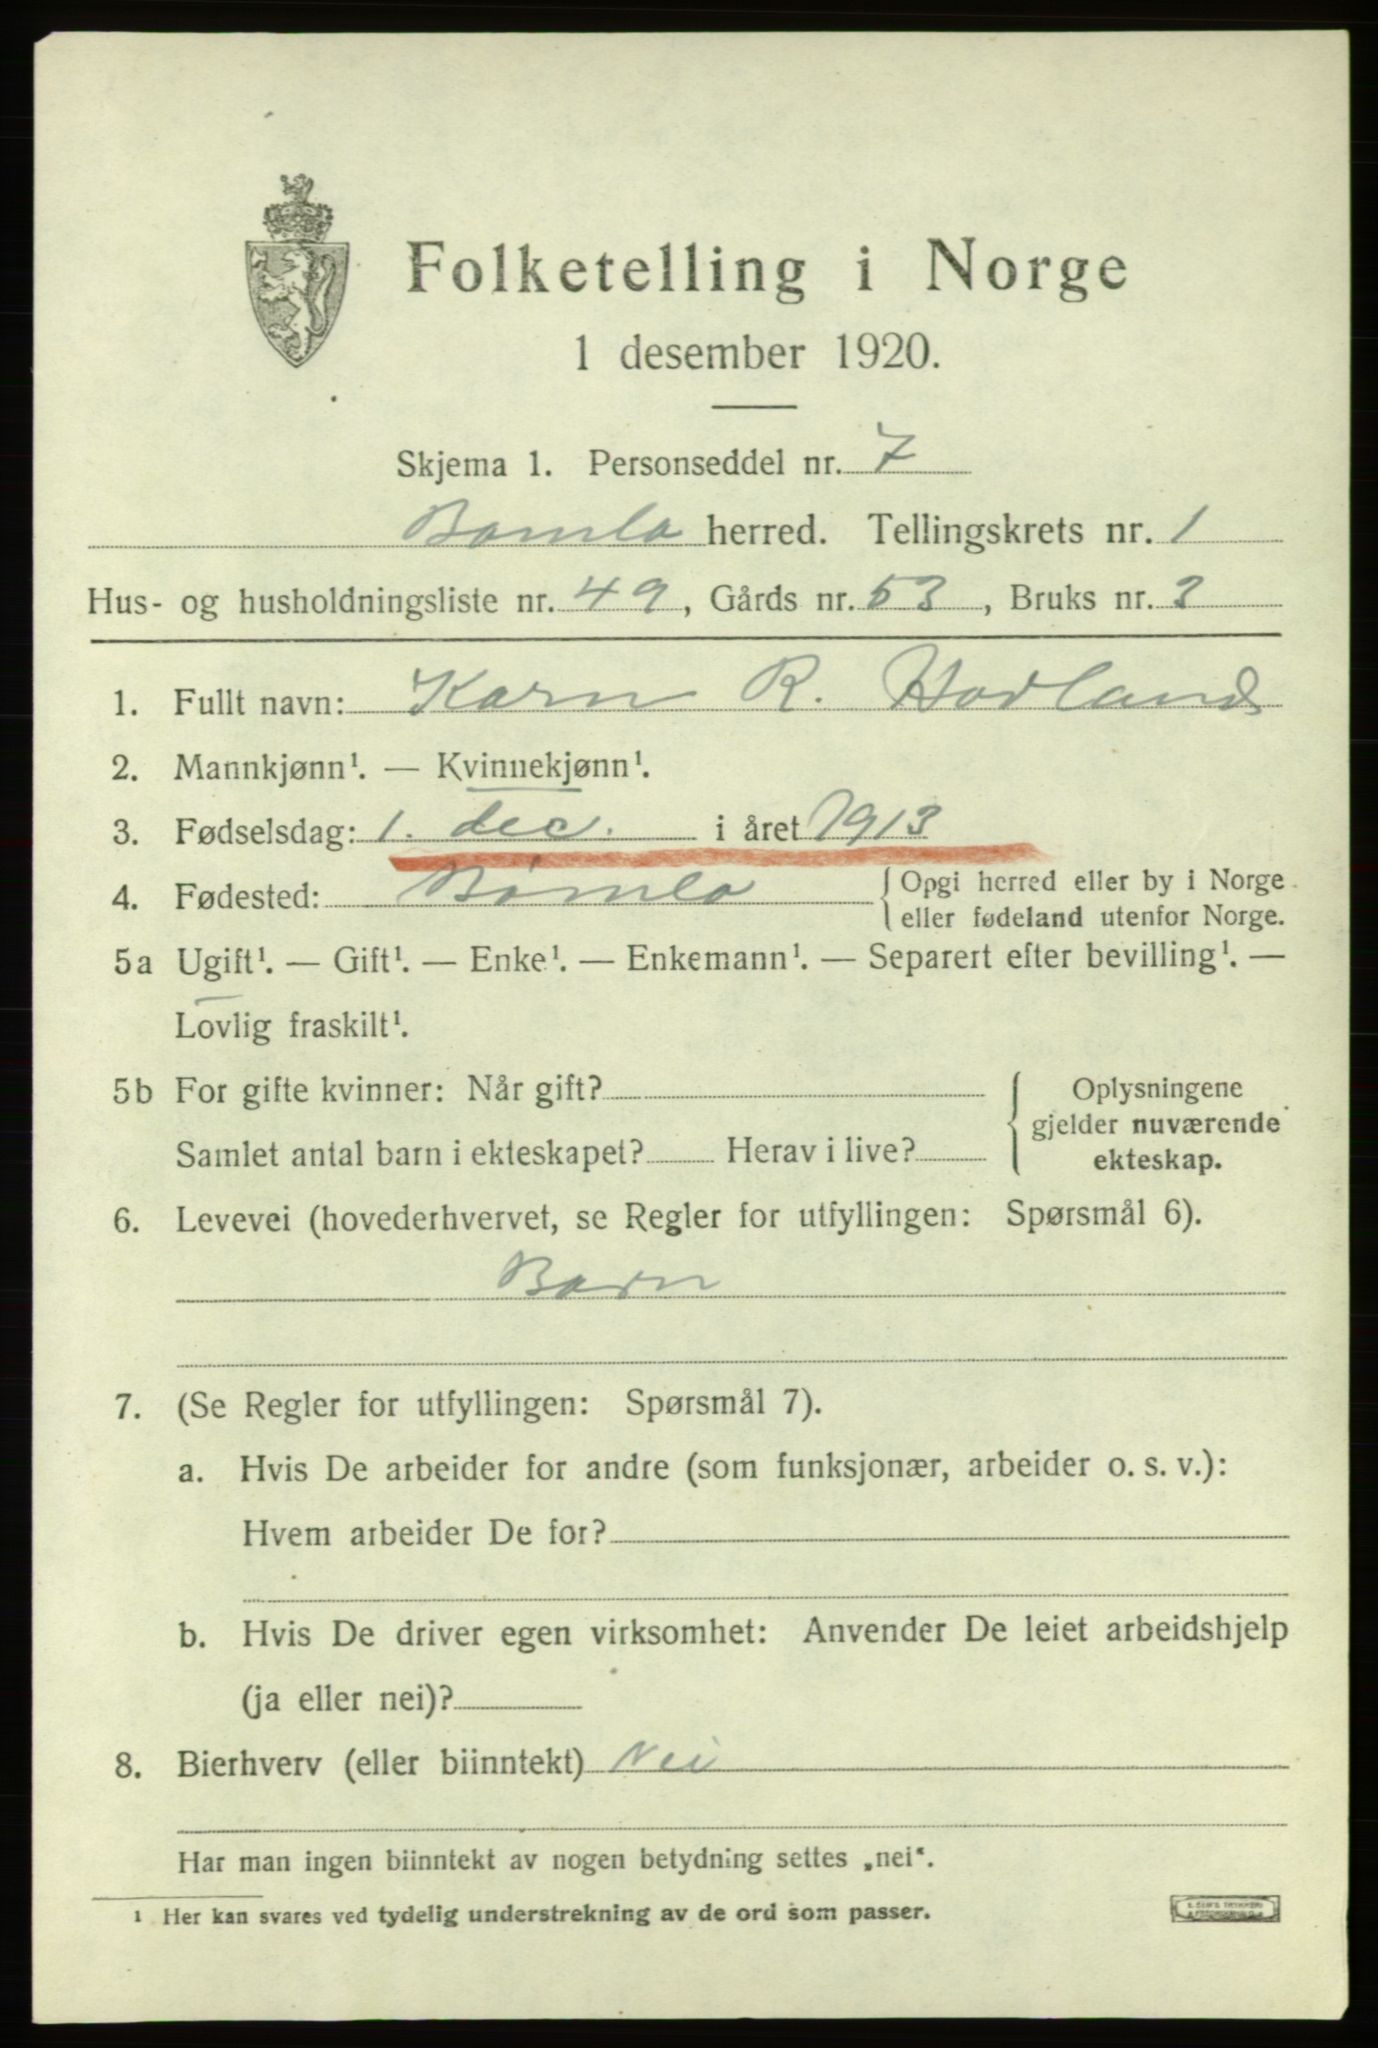 Folketelling i Norge
1 desember 1920.
Skjema 1. Personseddel nr. 7
Bømlo herred. Tellingskrets nr. 1
Hus- og husholdningsliste nr. 49, Gårds nr. 53, Bruks nr. 3
1. Fullt navn: Karn R. Hovland
2. Mannkjønn¹. — Kvinnekjønn¹.
3. Fødselsdag: 1. dec. i året 1913
4. Fødested: Bømlo {Opgi herred eller by i Norge
eller fødeland utenfor Norge.
5a Ugift¹. — Gift¹. — Enke¹. — Enkemann¹. — Separert efter bevilling¹. —
Lovlig fraskilt¹.
5b For gifte kvinner: Når gift? { Oplysningene
gjelder nuværende
Samlet antal barn i ekteskapet? Herav i live?
ekteskap.
6. Levevei (hovederhvervet, se Regler for utfyllingen: Spørsmål 6).
Barn
7. (Se Regler for utfyllingen: Spørsmål 7).
a. Hvis De arbeider for andre (som funksjonær, arbeider o. s. v.):
Hvem arbeider De for?
b. Hvis De driver egen virksomhet: Anvender De leiet arbeidshjelp
(ja eller nei)?
8. Bierhverv (eller biinntekt) Nei
Har man ingen biinntekt av nogen betydning settes „nei“.
¹ Her kan svares ved tydelig understrekning av de ord som passer.